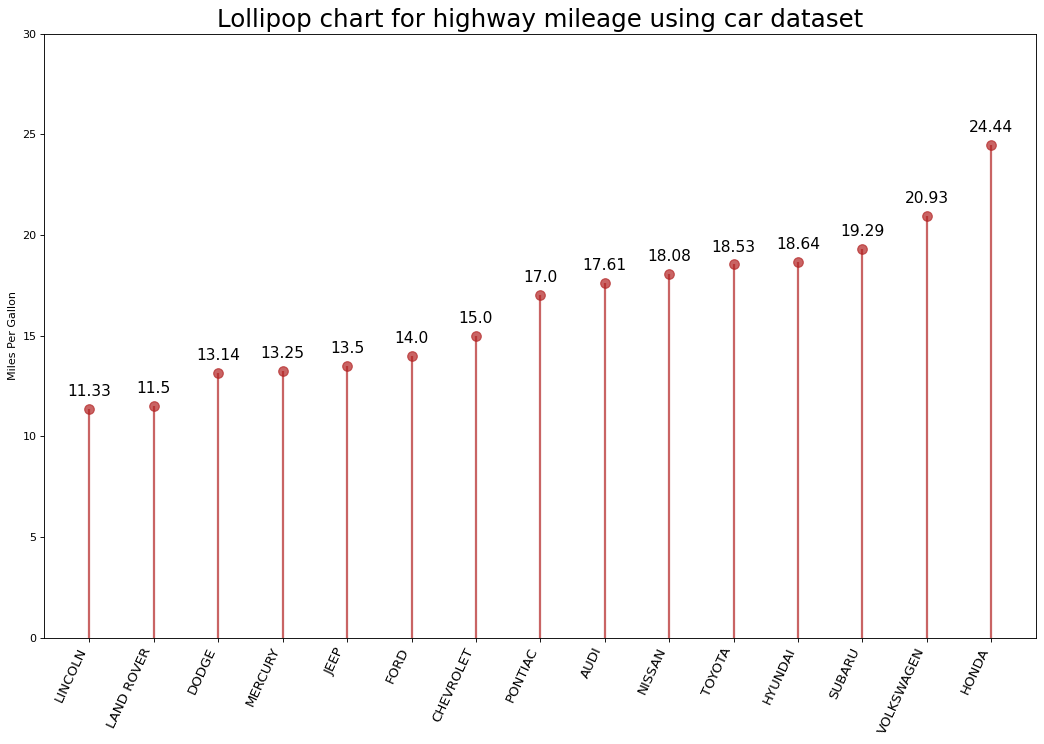 Lollipop chart for highway mileage using car dataset
30
25
20
15
10
5
0
Miles Per Gallon
11.33
11.5
13.14
13.25
13.5
14.0
15.0
17.0
17.61
18.08
18.53
18.64
19.29
20.93
24.44
LINCOLN
LAND ROVER
DODGE
MERCURY
JEEP
FORD
CHEVROLET
PONTIAC
AUDI
NISSAN
TOYOTA
HYUNDAI
SUBARU
VOLKSWAGEN
HONDA